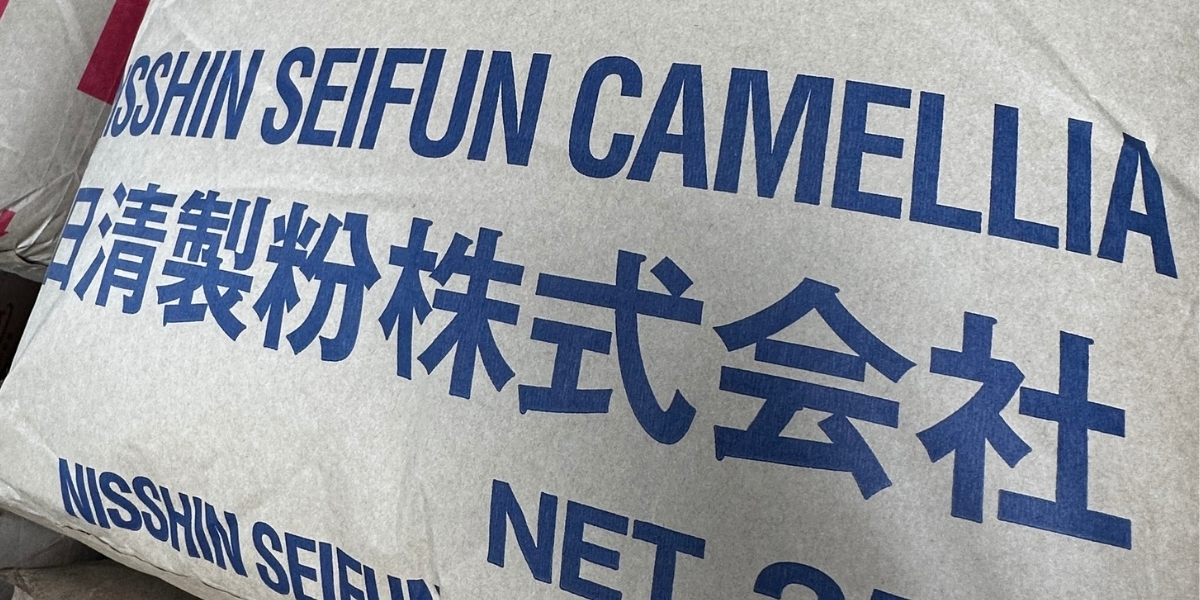 NISSHIN SEIFUN CAMELLIA
日清製粉株式会社
NISSHIN SEIFUN
NET